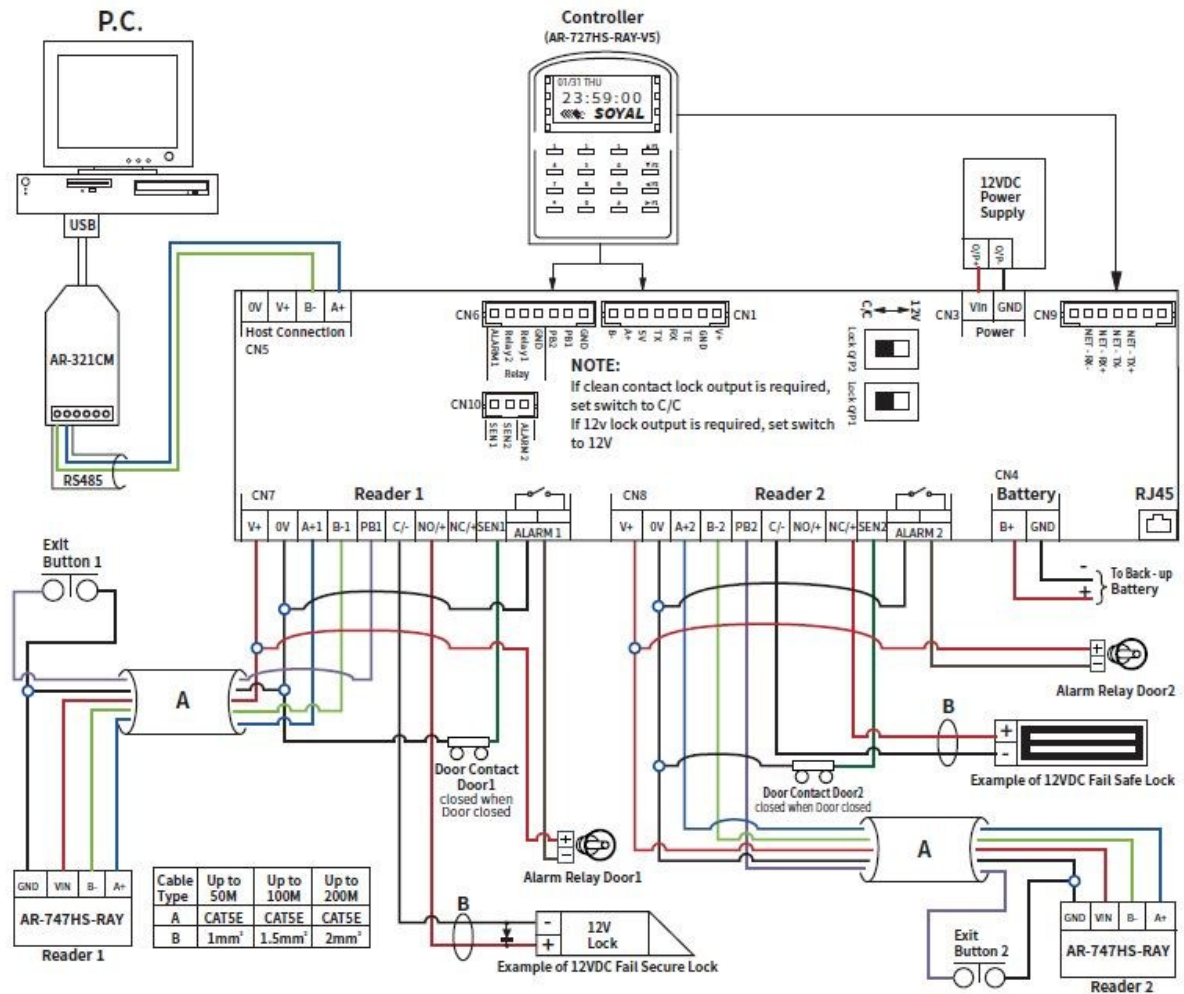 P.C.
Controller
(AR-727HS-RAY-V5)
01/31 THU
23:59:00
SOYAL
12VDC
Power
Supply
O/P+
O/P-
USB
AR-321CM
RS485
0V V+ B- A+
Host Connection
CN5
CN6
ALARM1
Relay2
Relay1
GND
PB2
PB1
GND
Relay
CN1
B-
A+
5V
TX
RX
TE
GND
V+
C/C
12V
Lock O/P2
Lock O/P1
CN3 VIn GND
Power
CN9
NET - RX-
NET - RX+
NET - TX-
NET - TX+
NOTE:
If clean contact lock output is required,
set switch to C/C
If 12v lock output is required, set switch
to 12V
CN10
SEN1
SEN2
ALARM2
CN7 Reader 1
V+ 0V A+1 B-1 PB1 C/- NO/+ NC/+ SEN1 ALARM 1
CN8 Reader 2
V+ 0V A+2 B-2 PB2 C/- NO/+ NC/+ SEN2 ALARM 2
CN4
Battery
B+ GND
RJ45
Exit
Button 1
-
+
To Back - up
Battery
+
-
Alarm Relay Door2
A
B
+
-
Example of 12VDC Fail Safe Lock
Door Contact
Door1
closed when
Door closed
Door Contact Door2
closed when Door closed
+
-
Alarm Relay Door1
A
GND VIN B- A+
AR-747HS-RAY
Reader 1
Cable Type Up to 50M Up to 100M Up to 200M
A CAT5E CAT5E CAT5E
B 1mm² 1.5mm² 2mm²
B
-
+
12V
Lock
Example of 12VDC Fail Secure Lock
Exit
Button 2
GND VIN B- A+
AR-747HS-RAY
Reader 2